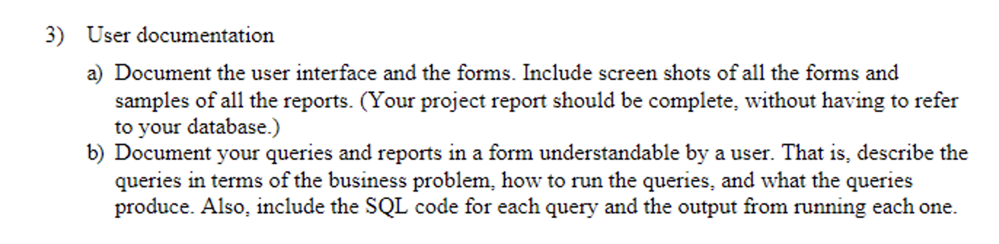 3) User documentation
a) Document the user interface and the forms. Include screen shots of all the forms and
samples of all the reports. (Your project report should be complete, without having to refer
to your database.)
b) Document your queries and reports in a form understandable by a user. That is, describe the
queries in terms of the business problem, how to run the queries, and what the queries
produce. Also, include the SQL code for each query and the output from running each one.